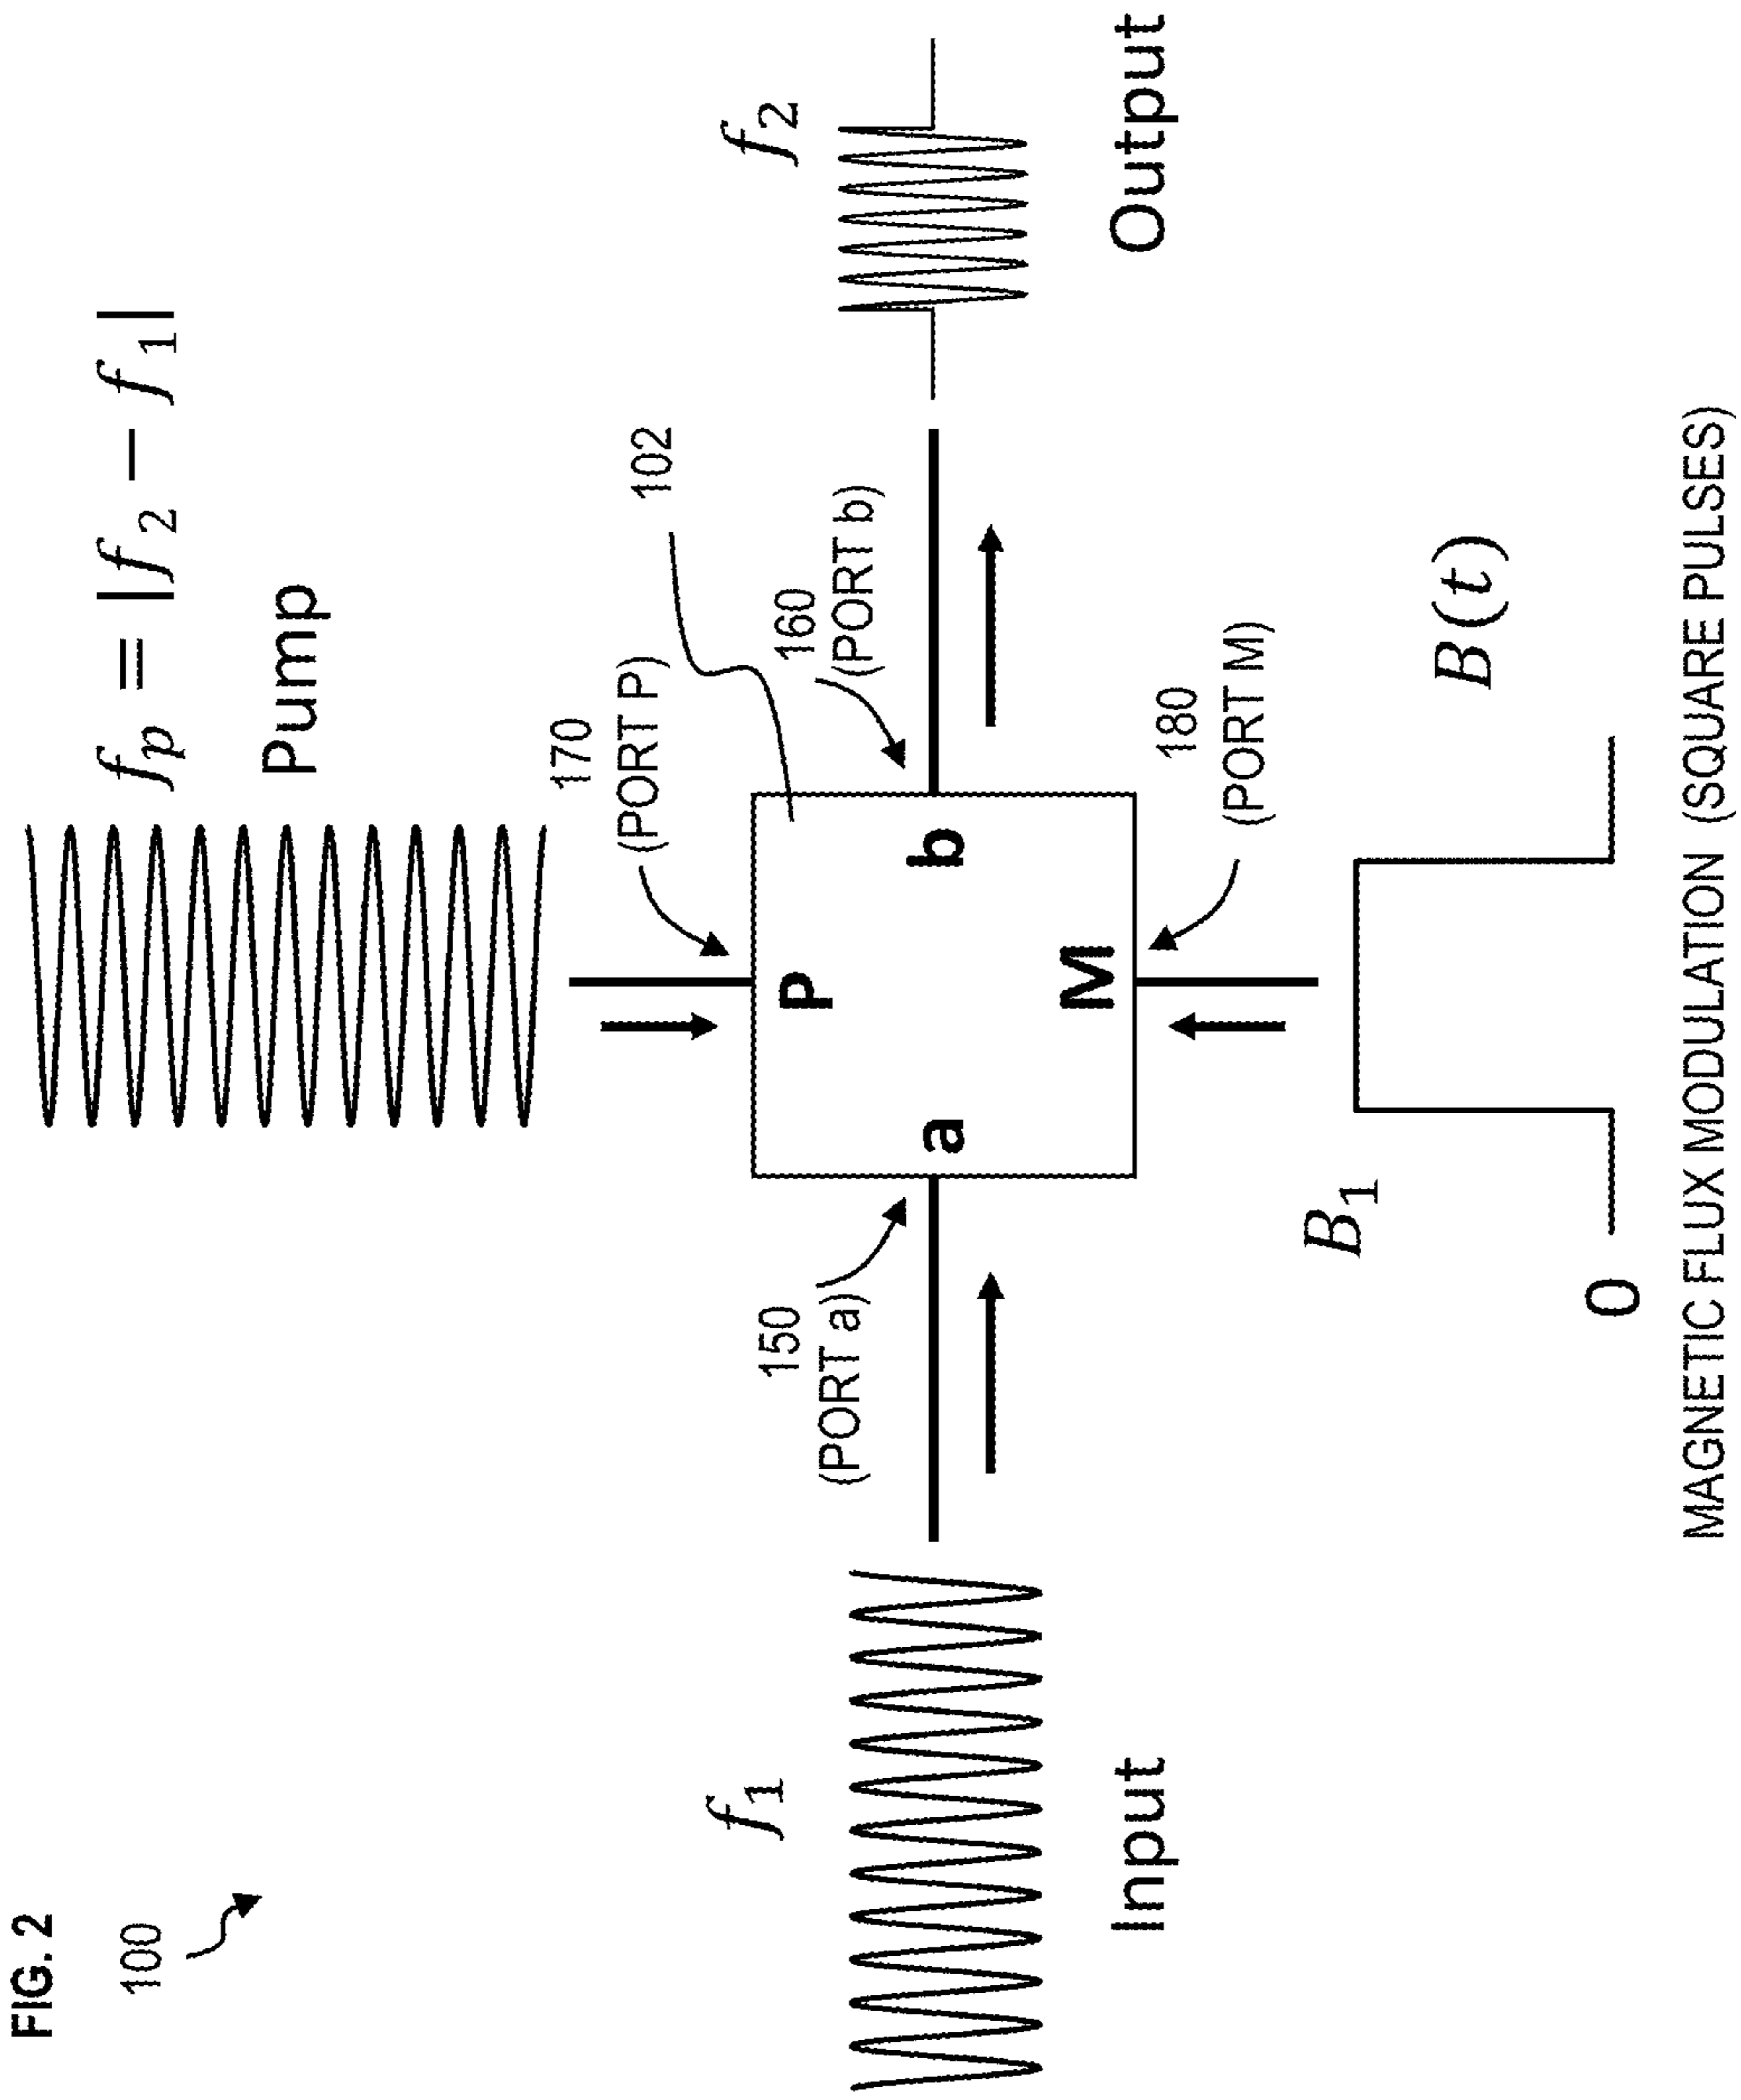 FIG. 2
100
f_p = |f_2 − f_1|
Pump
170
(PORT P)
102
f_1
150
(PORT a)
160
(PORT b)
f_2
P
a
b
M
Input
Output
180
(PORT M)
B_1
B(t)
0
MAGNETIC FLUX MODULATION (SQUARE PULSES)